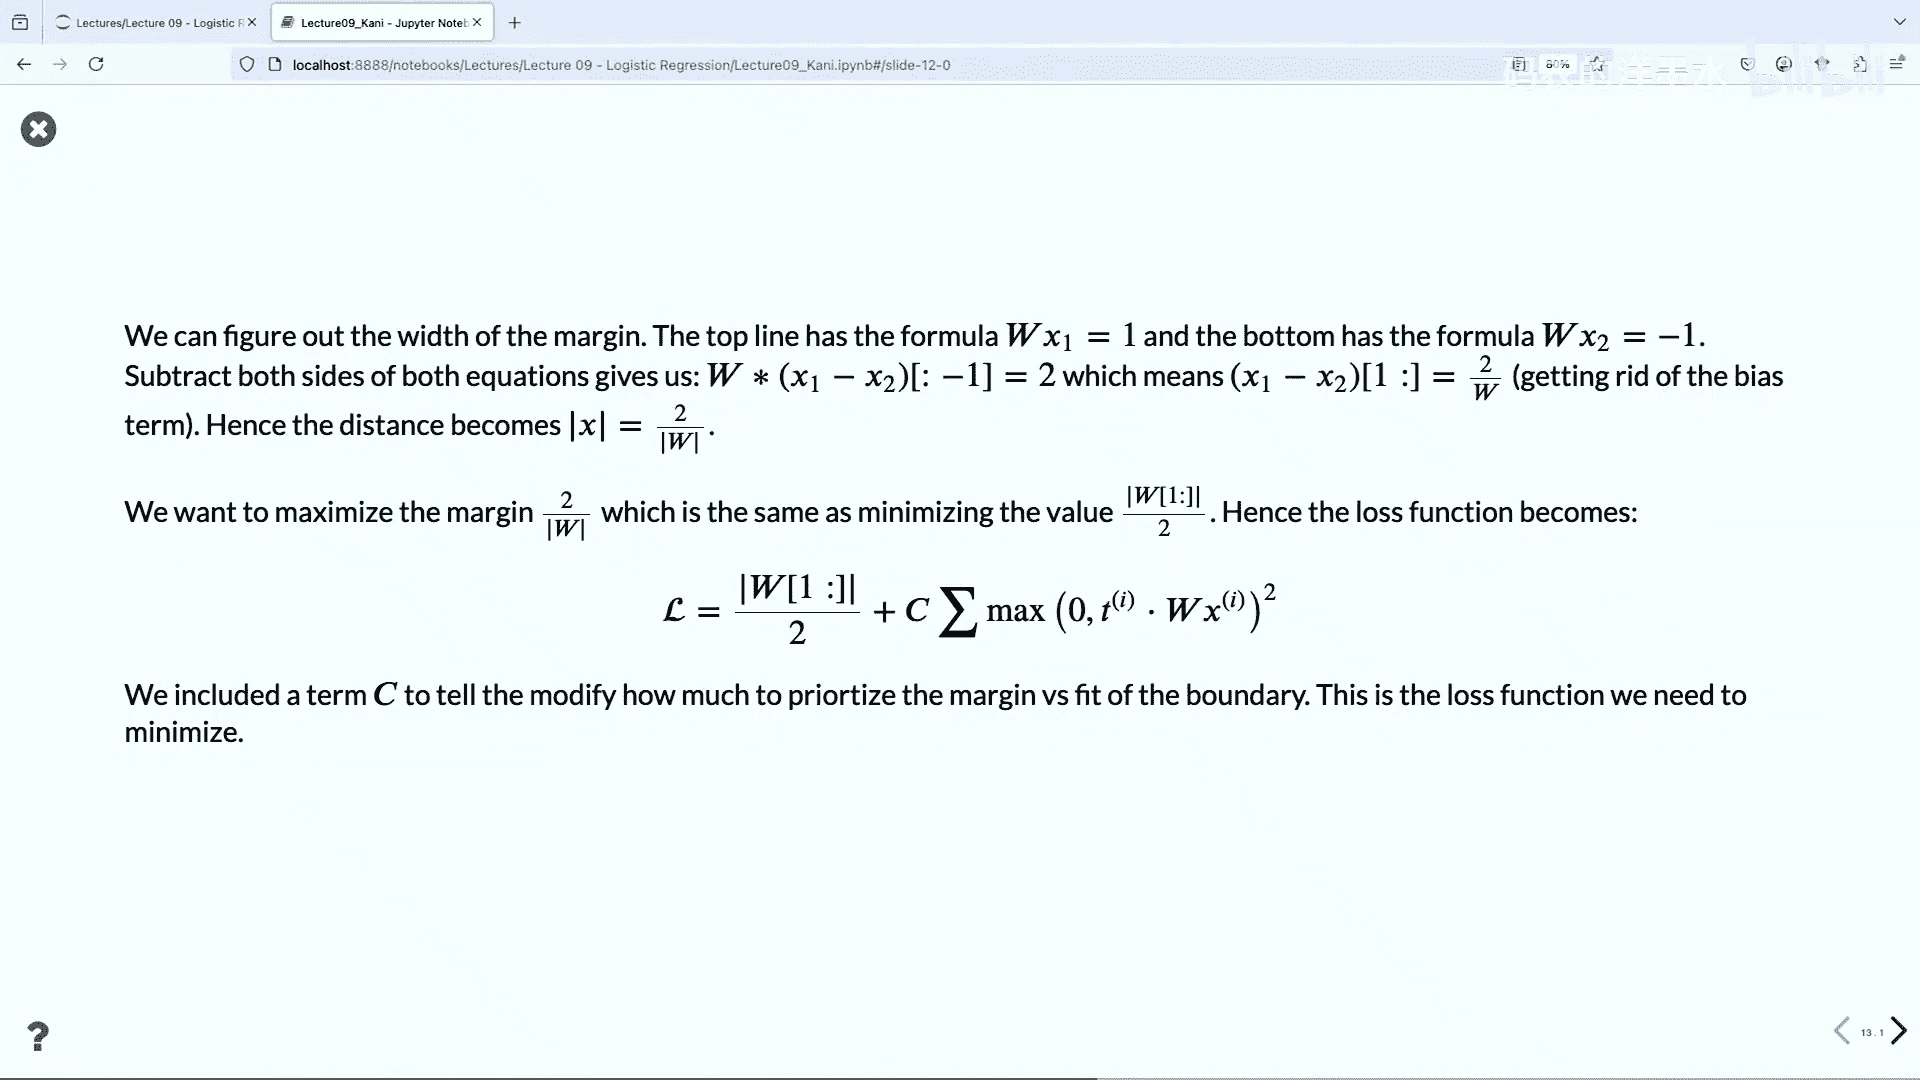 Lectures/Lecture 09 - Logistic R
Lecture09_Kani - Jupyter Noteb
localhost:8888/notebooks/Lectures/Lecture 09 - Logistic Regression/Lecture09_Kani.ipynb#/slide-12-0
80%
We can figure out the width of the margin. The top line has the formula Wx₁ = 1 and the bottom has the formula Wx₂ = −1.
Subtract both sides of both equations gives us: W * (x₁ − x₂)[: −1] = 2 which means (x₁ − x₂)[1 :] = 2/W (getting rid of the bias
term). Hence the distance becomes |x| = 2/|W|.
We want to maximize the margin 2/|W| which is the same as minimizing the value |W[1:]|/2. Hence the loss function becomes:
ℒ = |W[1 :]|/2 + C ∑ max (0, t⁽ⁱ⁾ · Wx⁽ⁱ⁾)²
We included a term C to tell the modify how much to priortize the margin vs fit of the boundary. This is the loss function we need to
minimize.
?
13.1